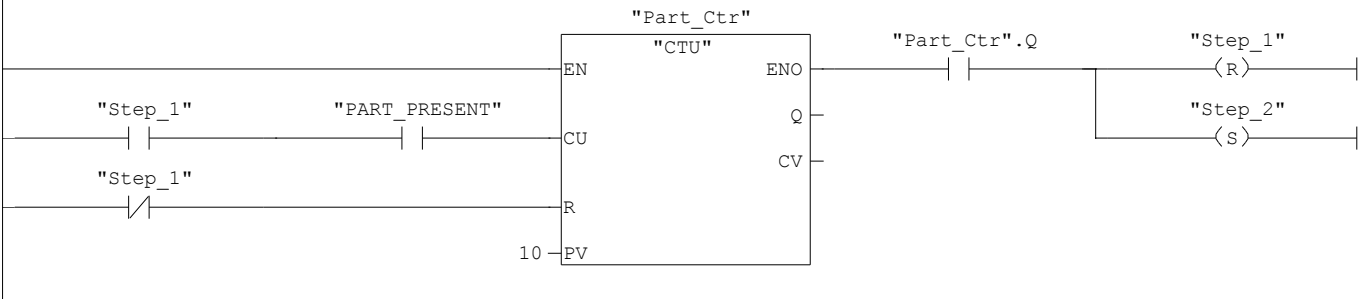 "Part_Ctr"
"CTU"
"Part_Ctr".Q
"Step_1"
EN
ENO
R
"Step_1"
"PART_PRESENT"
Q
"Step_2"
CU
S
CV
"Step_1"
R
10
PV